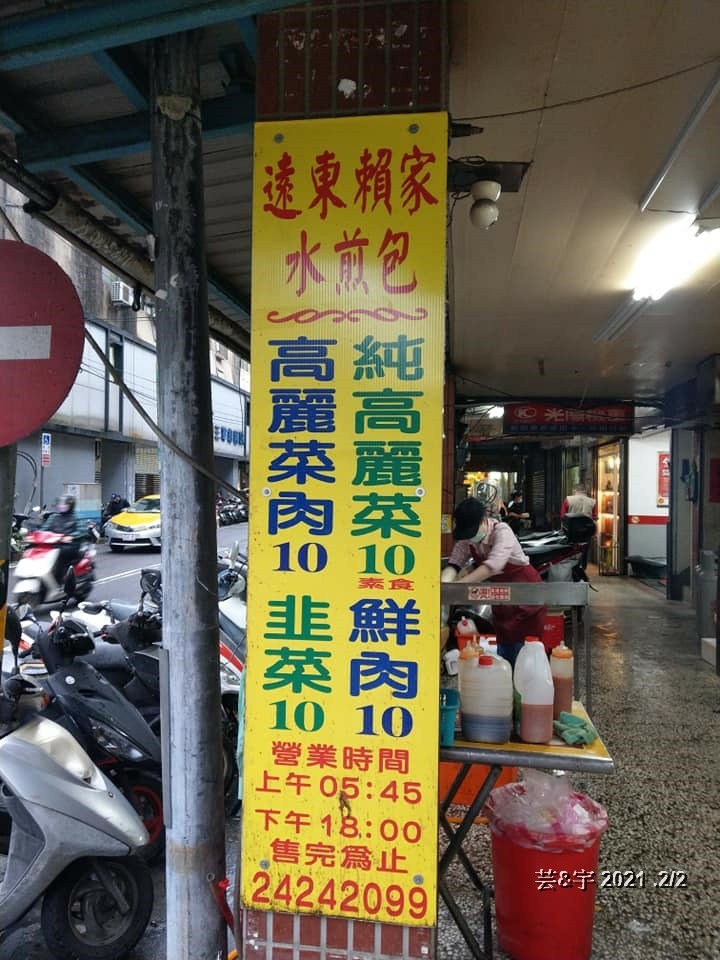 遠東賴家
水煎包
純高麗菜
10
素食
高麗菜肉
10
鮮肉
10
韭菜
10
營業時間
上午05:45
下午18:00
售完為止
24242099
芸&宇 2021 .2/2